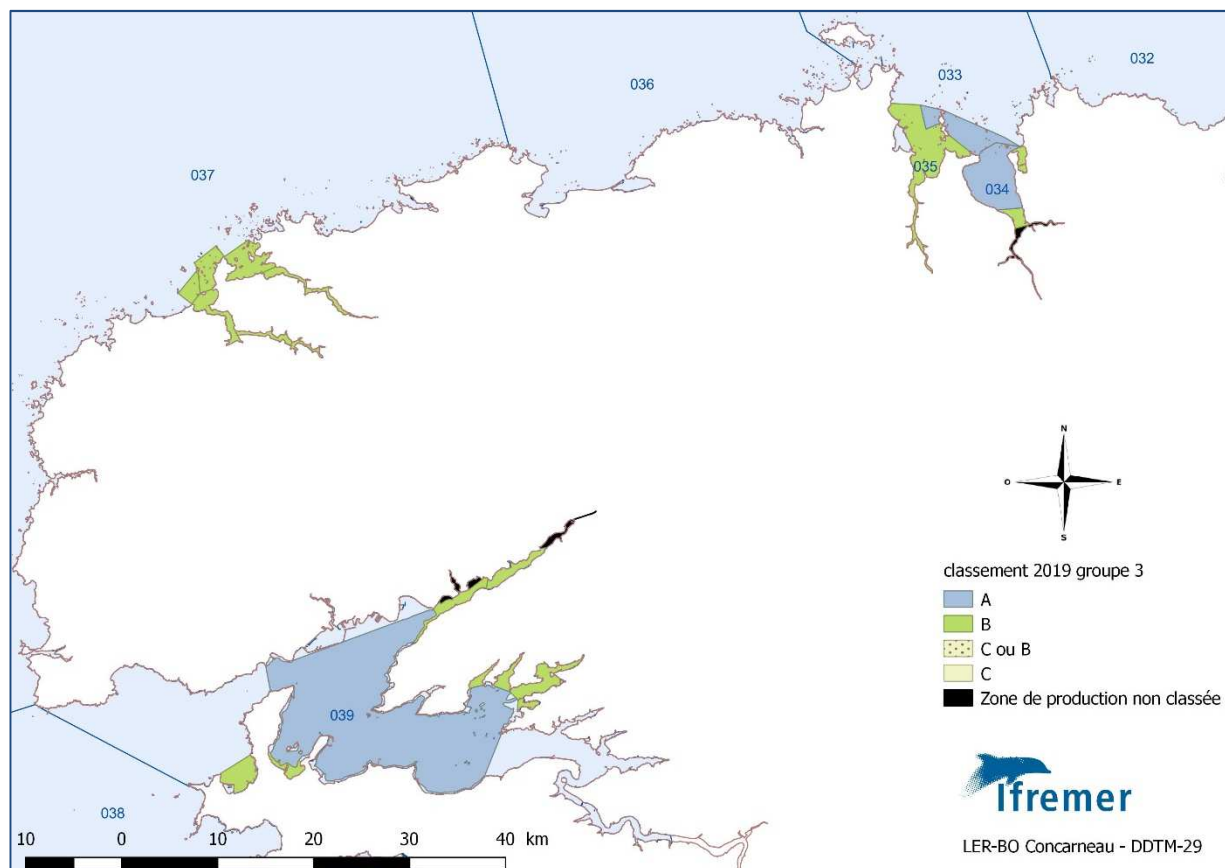 033
032
036
037
035
034
N
O
E
S
classement 2019 groupe 3
A
B
C ou B
C
Zone de production non classée
039
038
10 0 10 20 30 40 km
Ifremer
LER-BO Concarneau - DDTM-29